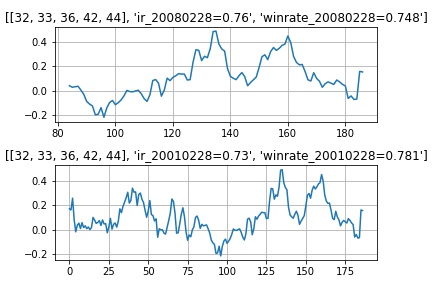 [[32, 33, 36, 42, 44], 'ir_20080228=0.76', 'winrate_20080228=0.748']
0.4
0.2
0.0
−0.2
80 100 120 140 160 180
[[32, 33, 36, 42, 44], 'ir_20010228=0.73', 'winrate_20010228=0.781']
0.4
0.2
0.0
−0.2
0 25 50 75 100 125 150 175